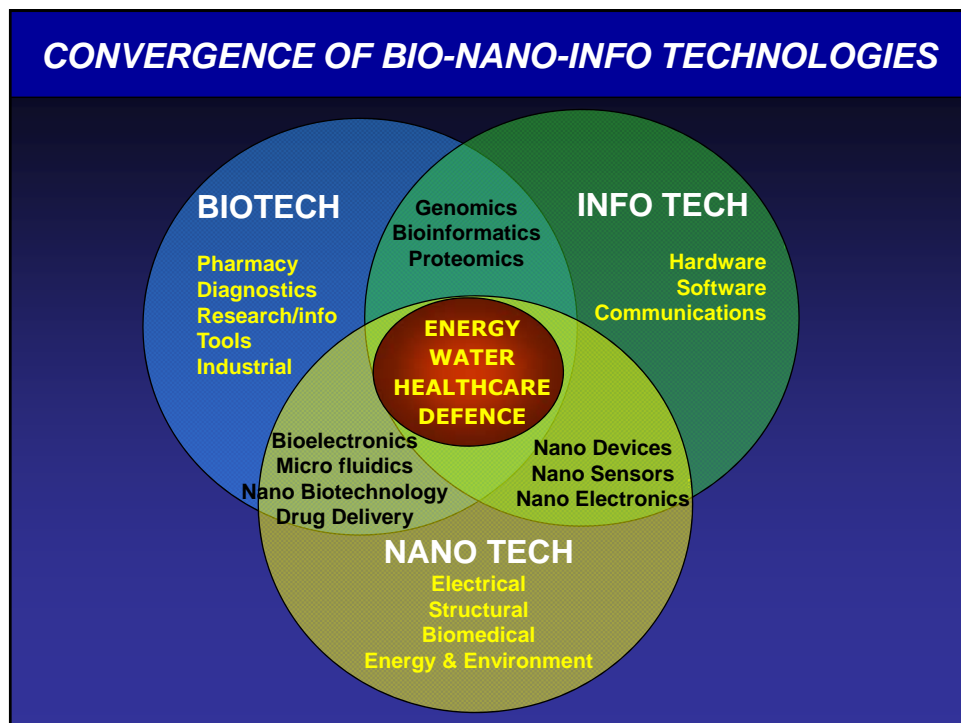 CONVERGENCE OF BIO-NANO-INFO TECHNOLOGIES
BIOTECH
Pharmacy
Diagnostics
Research/info
Tools
Industrial
Genomics
Bioinformatics
Proteomics
INFO TECH
Hardware
Software
Communications
ENERGY
WATER
HEALTHCARE
DEFENCE
Bioelectronics
Micro fluidics
Nano Biotechnology
Drug Delivery
Nano Devices
Nano Sensors
Nano Electronics
NANO TECH
Electrical
Structural
Biomedical
Energy & Environment